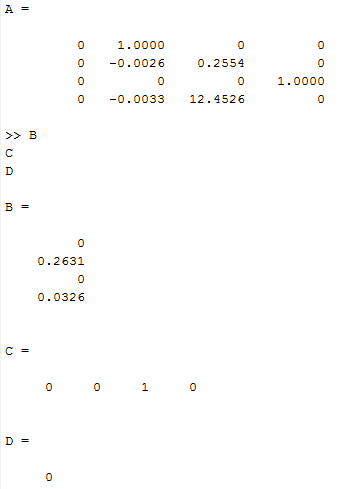 A =
0 1.0000 0 0
0 -0.0026 0.2554 0
0 0 0 1.0000
0 -0.0033 12.4526 0
>> B
C
D
B =
0
0.2631
0
0.0326
C =
0 0 1 0
D =
0